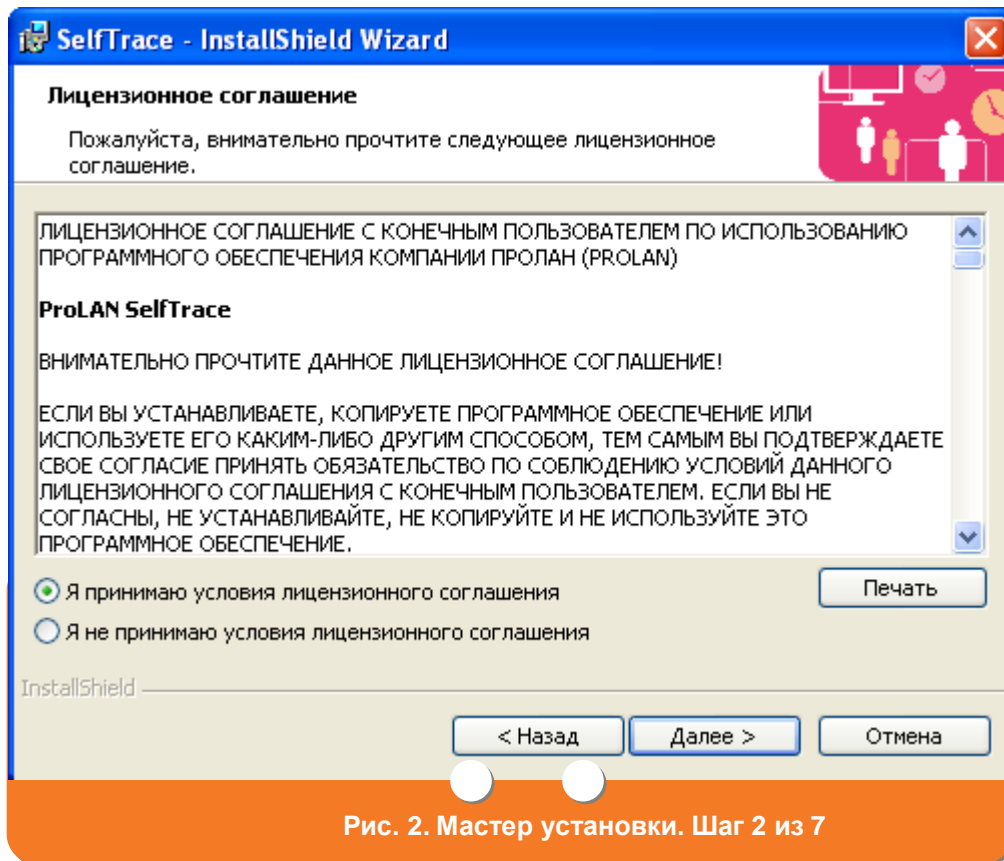 SelfTrace - InstallShield Wizard
Лицензионное соглашение
Пожалуйста, внимательно прочтите следующее лицензионное
соглашение.
ЛИЦЕНЗИОННОЕ СОГЛАШЕНИЕ С КОНЕЧНЫМ ПОЛЬЗОВАТЕЛЕМ ПО ИСПОЛЬЗОВАНИЮ
ПРОГРАММНОГО ОБЕСПЕЧЕНИЯ КОМПАНИИ ПРОЛАН (PROLAN)
ProLAN SelfTrace
ВНИМАТЕЛЬНО ПРОЧТИТЕ ДАННОЕ ЛИЦЕНЗИОННОЕ СОГЛАШЕНИЕ!
ЕСЛИ ВЫ УСТАНАВЛИВАЕТЕ, КОПИРУЕТЕ ПРОГРАММНОЕ ОБЕСПЕЧЕНИЕ ИЛИ
ИСПОЛЬЗУЕТЕ ЕГО КАКИМ-ЛИБО ДРУГИМ СПОСОБОМ, ТЕМ САМЫМ ВЫ ПОДТВЕРЖДАЕТЕ
СВОЕ СОГЛАСИЕ ПРИНЯТЬ ОБЯЗАТЕЛЬСТВО ПО СОБЛЮДЕНИЮ УСЛОВИЙ ДАННОГО
ЛИЦЕНЗИОННОГО СОГЛАШЕНИЯ С КОНЕЧНЫМ ПОЛЬЗОВАТЕЛЕМ. ЕСЛИ ВЫ НЕ
СОГЛАСНЫ, НЕ УСТАНАВЛИВАЙТЕ, НЕ КОПИРУЙТЕ И НЕ ИСПОЛЬЗУЙТЕ ЭТО
ПРОГРАММНОЕ ОБЕСПЕЧЕНИЕ.
Я принимаю условия лицензионного соглашения
Печать
Я не принимаю условия лицензионного соглашения
InstallShield
< Назад
Далее >
Отмена
Рис. 2. Мастер установки. Шаг 2 из 7